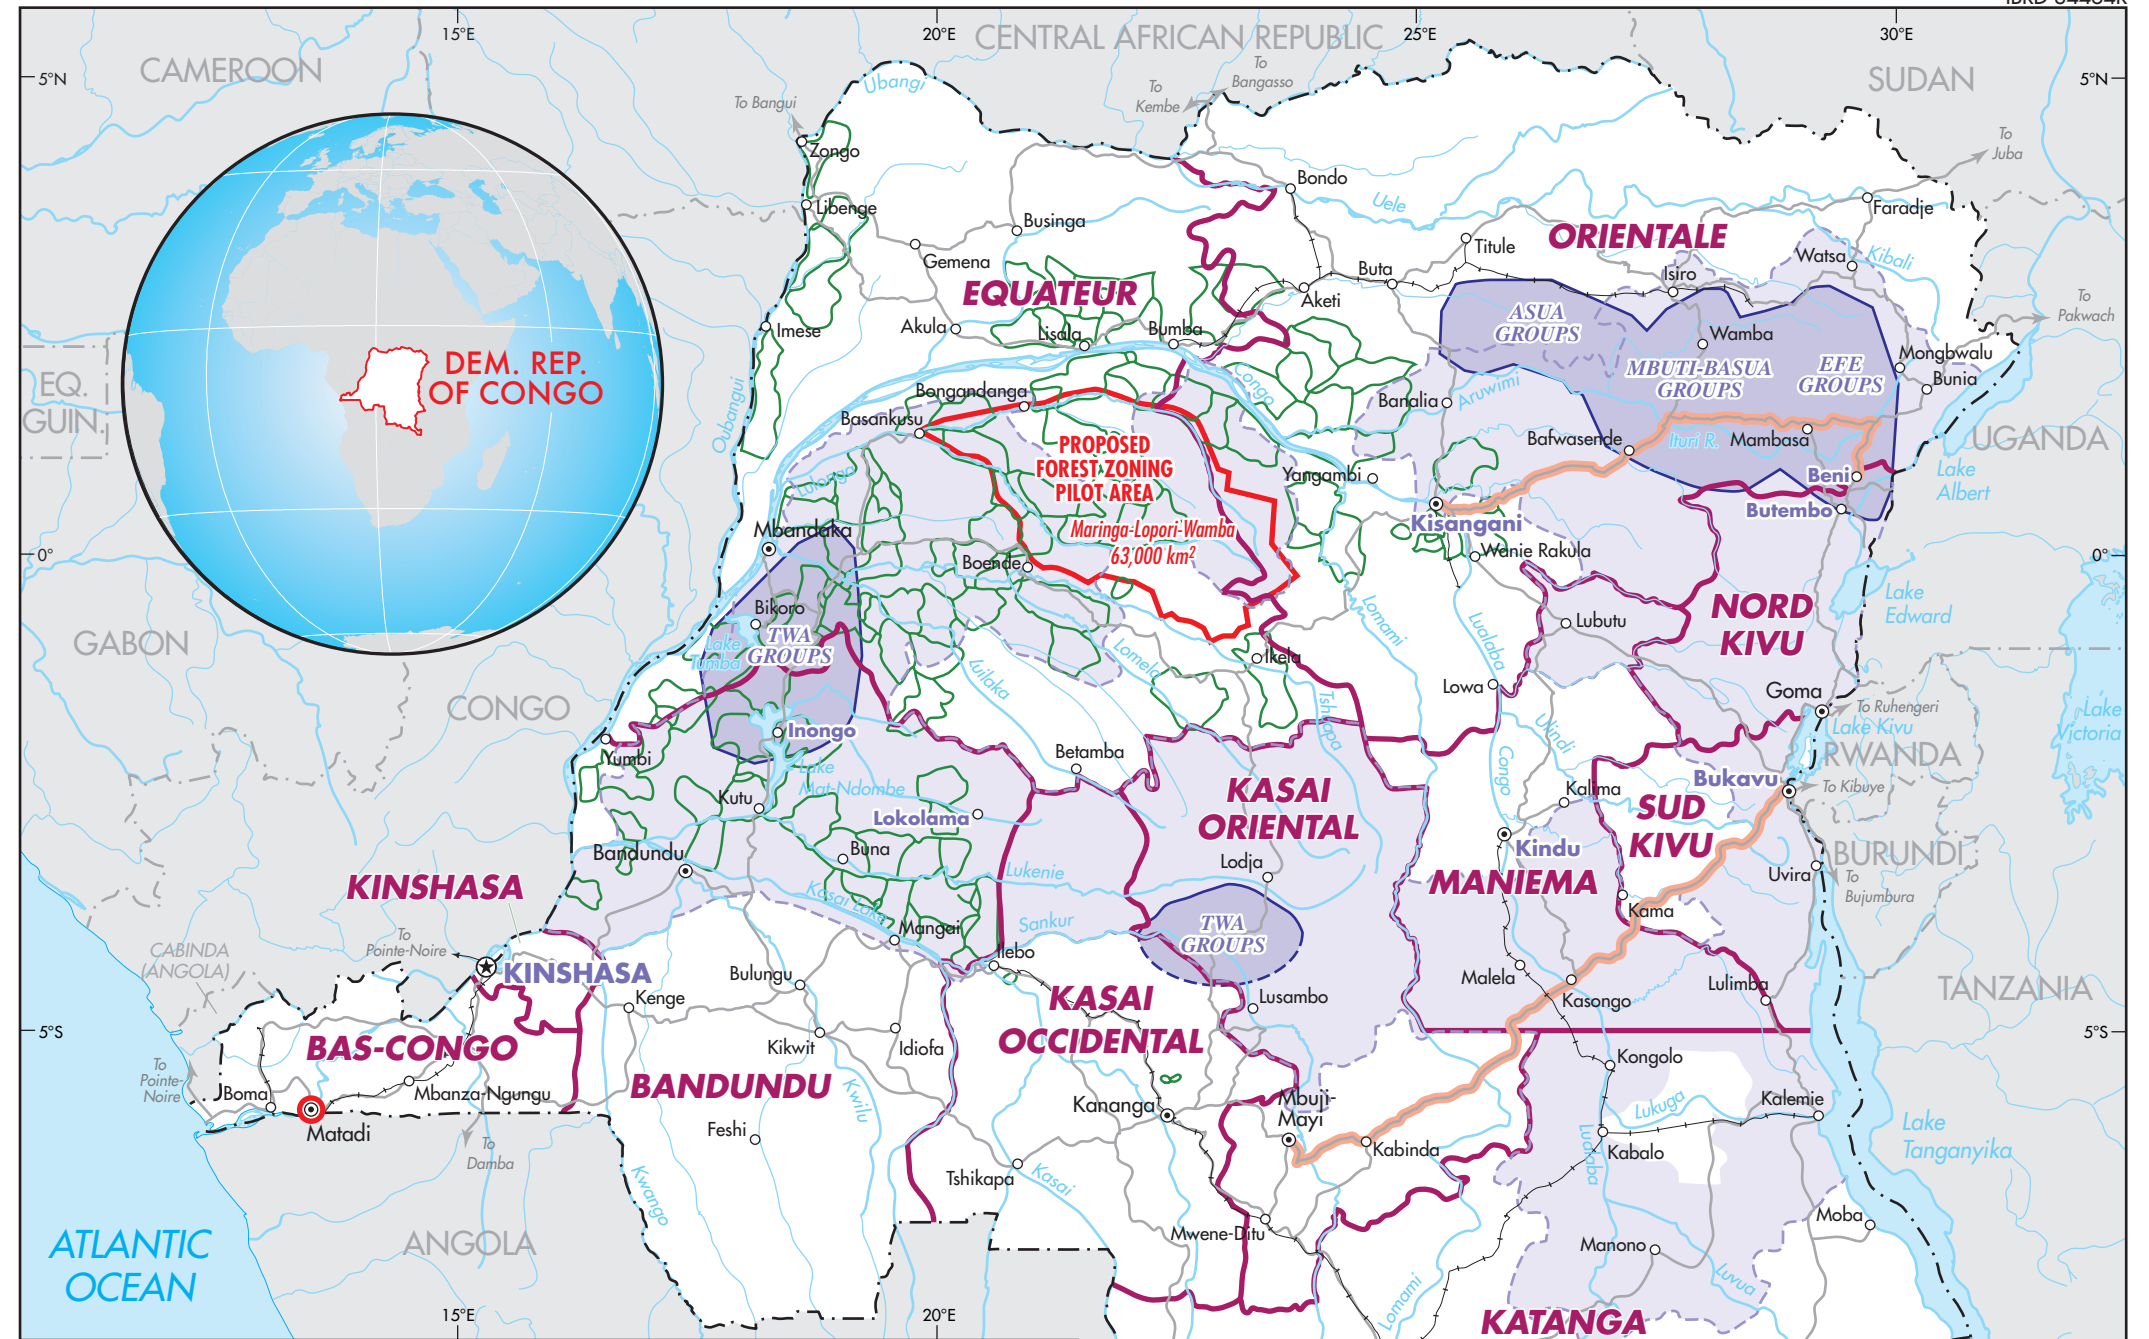 15°E
20°E
CENTRAL AFRICAN REPUBLIC
25°E
30°E
CAMEROON
5°N
SUDAN
5°N
To
Bangasso
To
Kembe
Ubangi
To Bangui
To
Juba
Zongo
Bondo
Uele
Libenge
Faradje
Businga
ORIENTALE
Titule
Gemena
Watsa
Kibali
Buta
Isiro
EQUATEUR
Aketi
To
Pakwach
ASUA
GROUPS
Imese
Akula
Lisala
Bumba
Wamba
Mongbwalu
DEM. REP.
OF CONGO
EQ.
GUIN.
MBUTI-BASUA
GROUPS
EFE
GROUPS
Bunia
Congo
Bongandanga
Banalia
Aruwimi
Oubangui
Basankusu
PROPOSED
FOREST ZONING
PILOT AREA
Bafwasende
Ituri R.
Mambasa
UGANDA
Lulonga
Yangambi
Beni
Lake
Albert
Maringa-Lopori-Wamba
63,000 km²
Kisangani
Butembo
Mbandaka
0°
Boende
Wanie Rakula
0°
Bikoro
Lomami
Lualaba
Lubutu
NORD
KIVU
Lake
Edward
GABON
Lake
Tumba
TWA
GROUPS
Lomela
Ikela
Luilaka
Lowa
Goma
To Ruhengeri
CONGO
Tshuapa
Ulindi
Lake Kivu
Lake
Victoria
Inongo
Yumbi
Betamba
Congo
RWANDA
Lake
Mat-Ndombe
Bukavu
To Kibuye
Kutu
Lokolama
KASAI
ORIENTAL
Kalima
SUD
KIVU
Kindu
Bandundu
Buna
Lodja
BURUNDI
Lukenie
MANIEMA
Uvira
To
Bujumbura
KINSHASA
Kasai Lake
Kama
Sankur
TWA
GROUPS
Mangai
To
Pointe-Noire
CABINDA
(ANGOLA)
KINSHASA
Ilebo
Bulungu
Malela
Lulimba
TANZANIA
Kenge
KASAI
OCCIDENTAL
Lusambo
Kasongo
5°S
5°S
BAS-CONGO
Kikwit
Idiofa
Kongolo
To
Pointe-
Noire
Boma
Mbanza-Ngungu
BANDUNDU
Kwilu
Kananga
Mbuji-
Mayi
Lukuga
Kalemie
Matadi
Feshi
Kabinda
Lualaba
Kabalo
Lake
Tanganyika
To
Damba
Kwango
Tshikapa
Kasai
Mwene-Ditu
Moba
ATLANTIC
OCEAN
ANGOLA
Manono
Luvua
Lomami
15°E
20°E
KATANGA